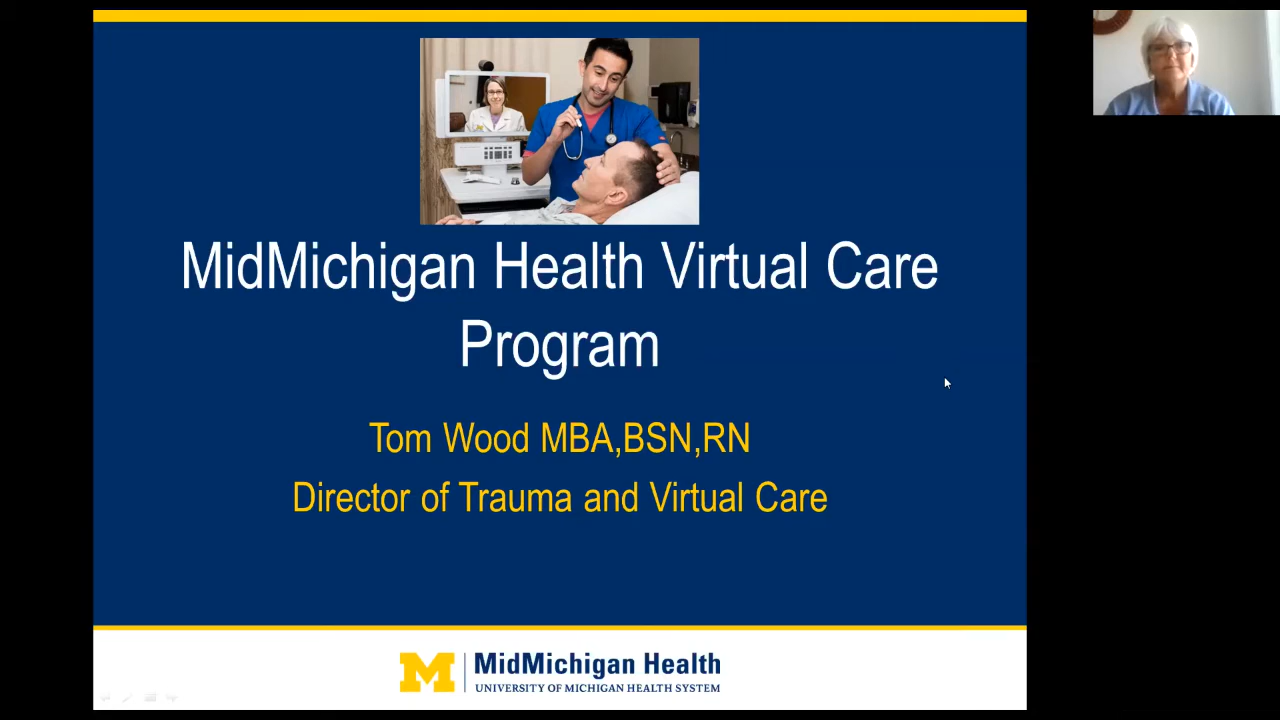 MidMichigan Health Virtual Care
Program
Tom Wood MBA,BSN,RN
Director of Trauma and Virtual Care
M
MidMichigan Health
UNIVERSITY OF MICHIGAN HEALTH SYSTEM